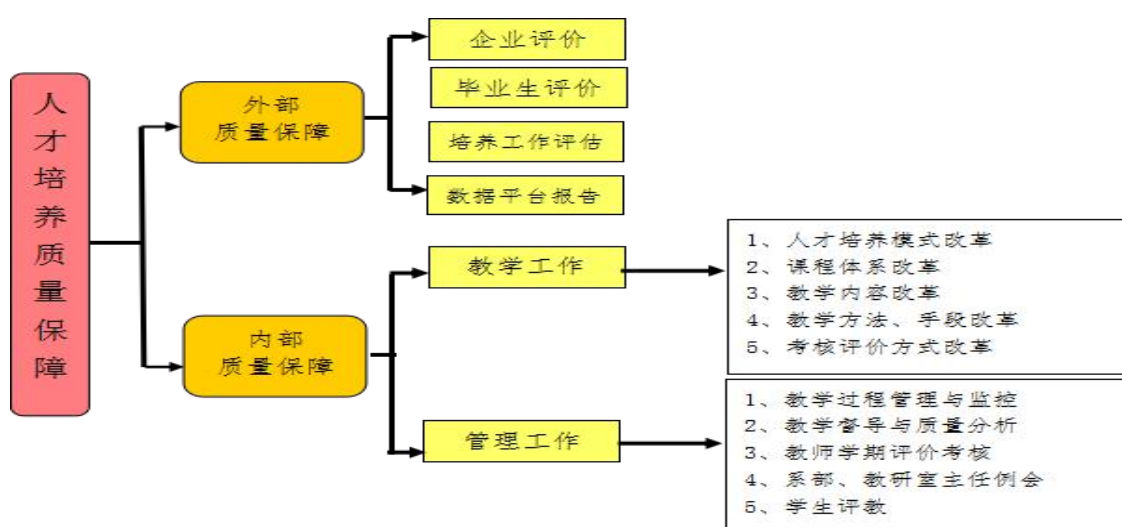 人才培养质量保障
外部
质量保障
企业评价
毕业生评价
培养工作评估
数据平台报告
内部
质量保障
教学工作
1、人才培养模式改革
2、课程体系改革
3、教学内容改革
4、教学方法、手段改革
5、考核评价方式改革
管理工作
1、教学过程管理与监控
2、教学督导与质量分析
3、教师学期评价考核
4、系部、教研室主任例会
5、学生评教